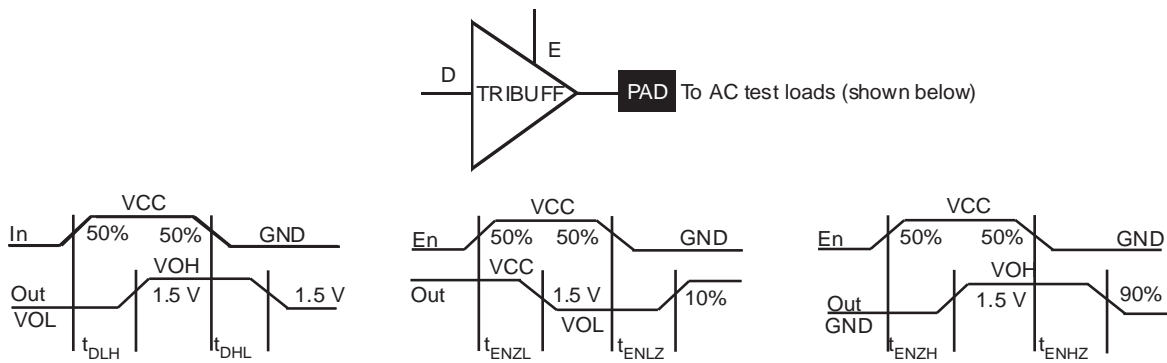 E
D
TRIBUFF
PAD To AC test loads (shown below)
VCC
In 50% 50% GND
VOH
Out 1.5 V 1.5 V
VOL
tDLH tDHL
VCC
En 50% 50% GND
VCC
Out 1.5 V 10%
VOL
tENZL tENLZ
VCC
En 50% 50% GND
VOH
Out 1.5 V 90%
GND
tENZH tENHZ